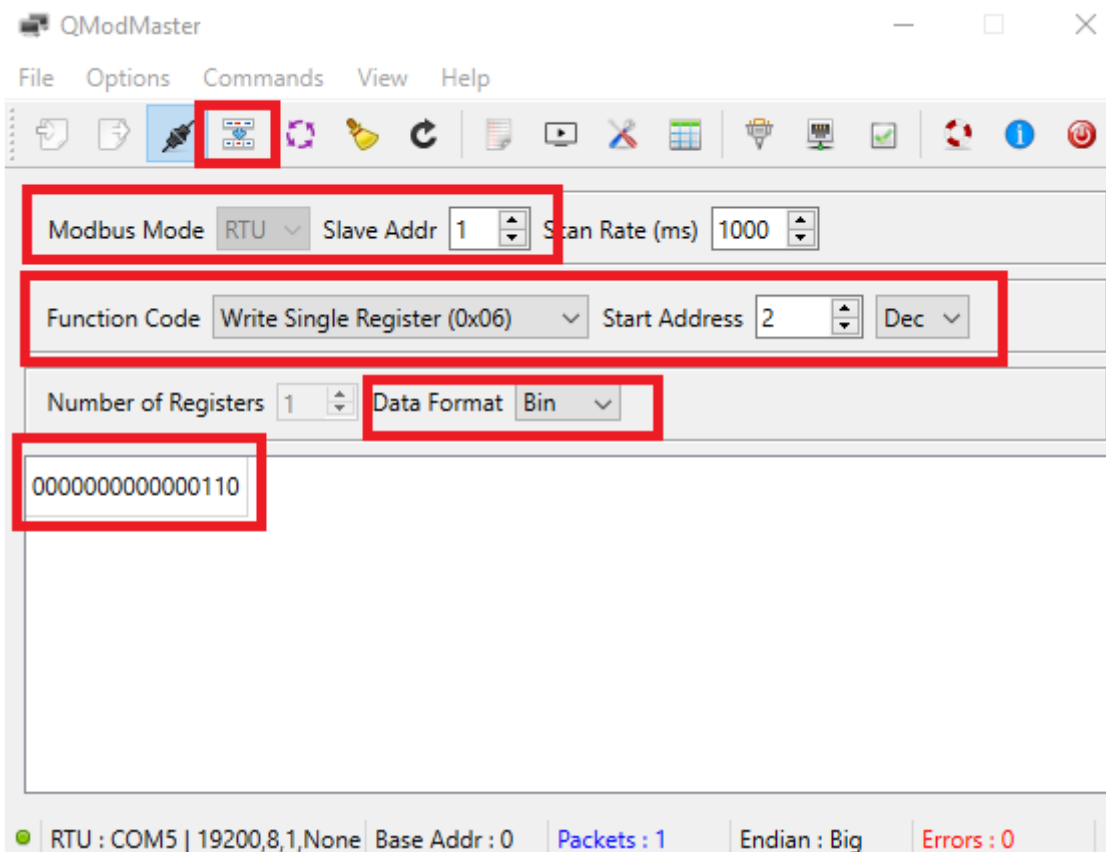 QModMaster
File Options Commands View Help
Modbus Mode RTU Slave Addr 1 Scan Rate (ms) 1000
Function Code Write Single Register (0x06) Start Address 2 Dec
Number of Registers 1 Data Format Bin
0000000000000110
RTU : COM5 | 19200,8,1,None Base Addr : 0 Packets : 1 Endian : Big Errors : 0